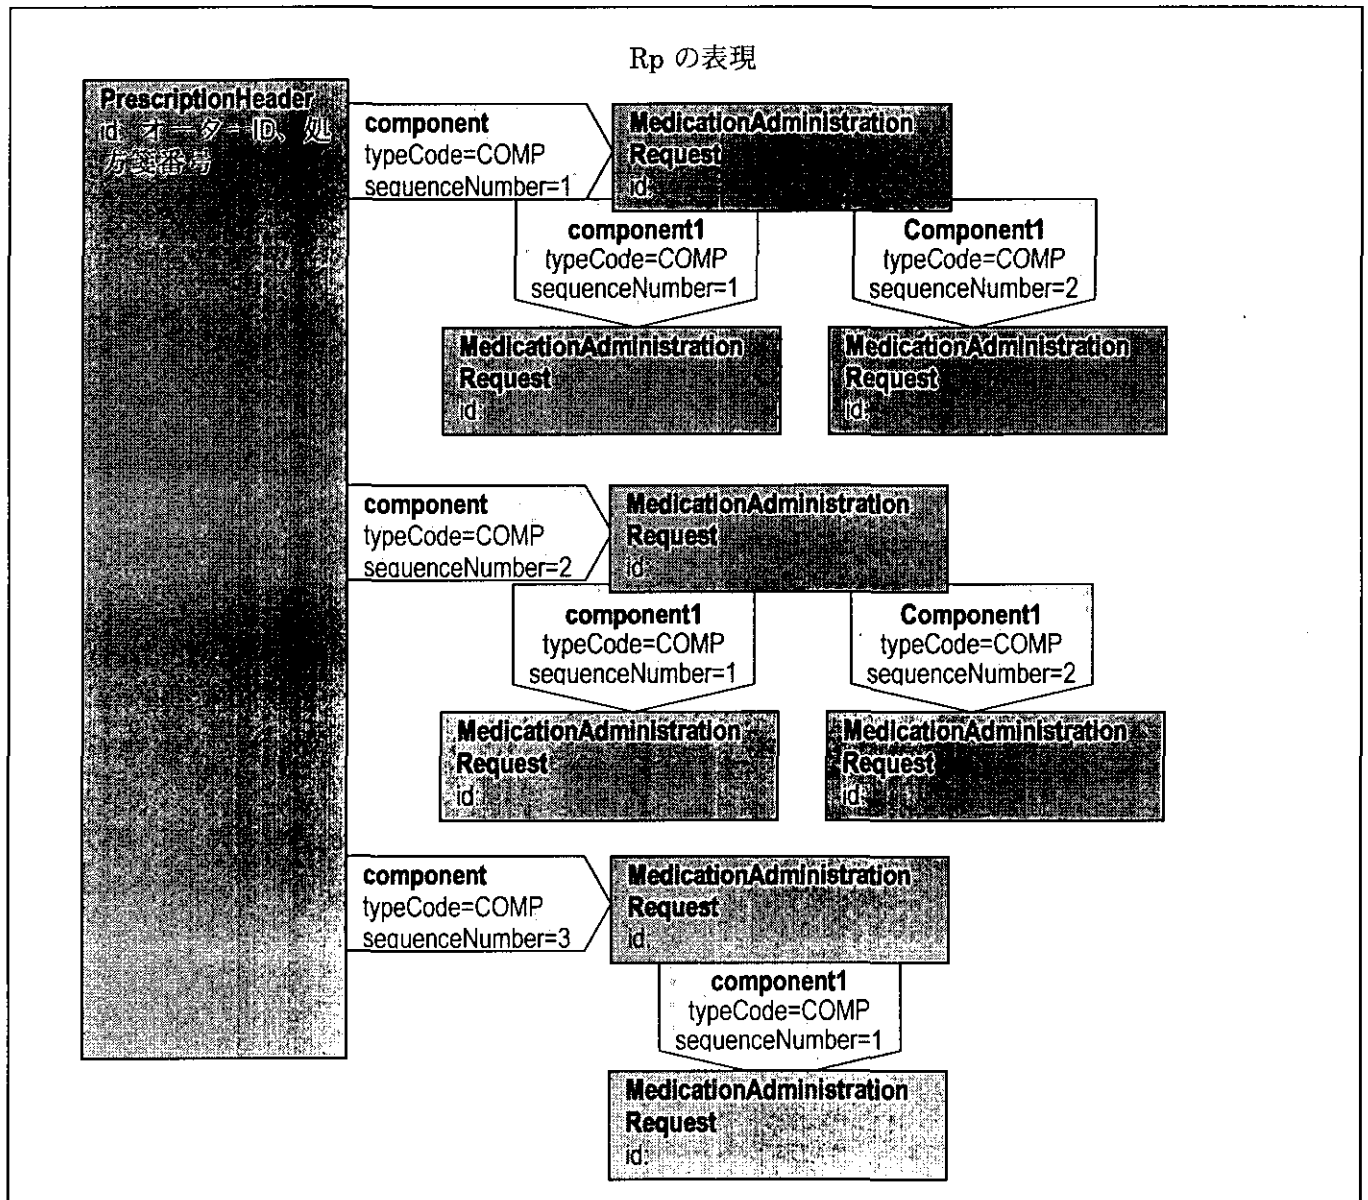 Rp の表現
PrescriptionHeader
id: オーダーID、処
方箋番号
component
typeCode=COMP
sequenceNumber=1
MedicationAdministration
Request
id:
component1
typeCode=COMP
sequenceNumber=1
Component1
typeCode=COMP
sequenceNumber=2
MedicationAdministration
Request
id:
MedicationAdministration
Request
id:
component
typeCode=COMP
sequenceNumber=2
MedicationAdministration
Request
id:
component1
typeCode=COMP
sequenceNumber=1
Component1
typeCode=COMP
sequenceNumber=2
MedicationAdministration
Request
id:
MedicationAdministration
Request
id:
component
typeCode=COMP
sequenceNumber=3
MedicationAdministration
Request
id:
component1
typeCode=COMP
sequenceNumber=1
MedicationAdministration
Request
id: